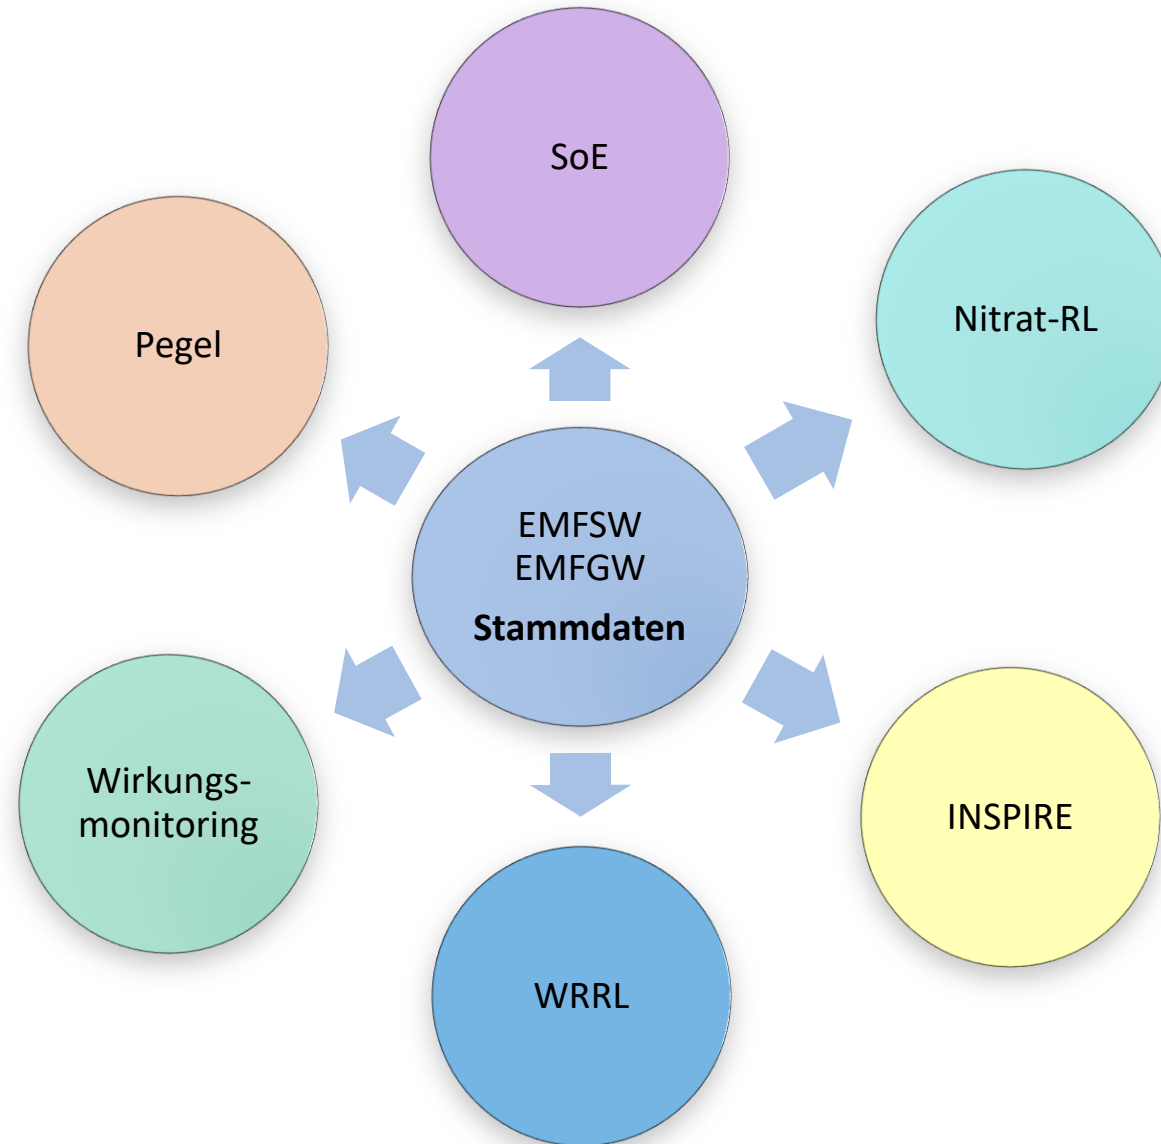 SoE
Pegel
Nitrat-RL
EMFSW
EMFGW
Stammdaten
Wirkungs-
monitoring
INSPIRE
WRRL